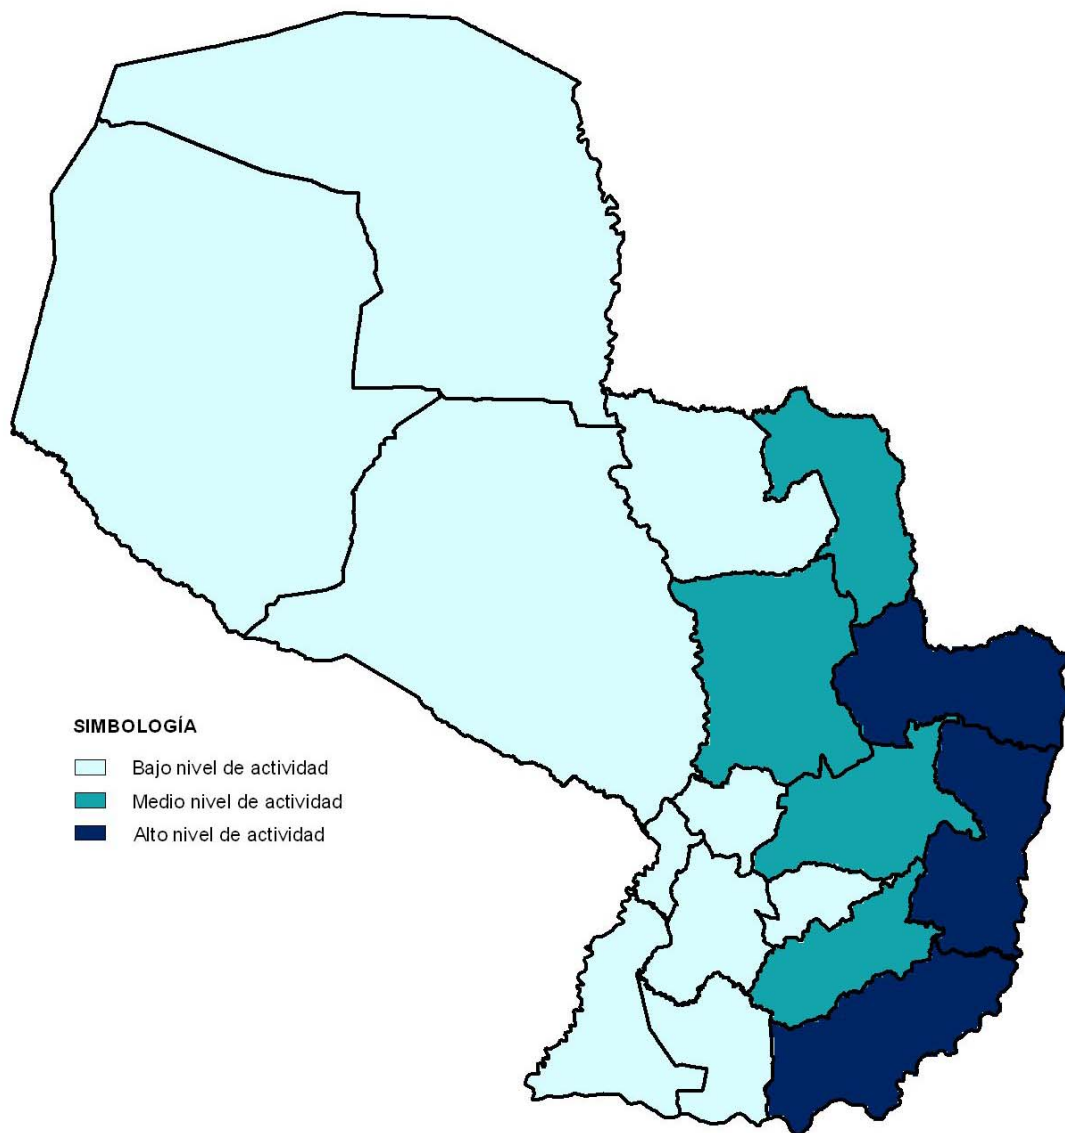 SIMBOLOGÍA
Bajo nivel de actividad
Medio nivel de actividad
Alto nivel de actividad